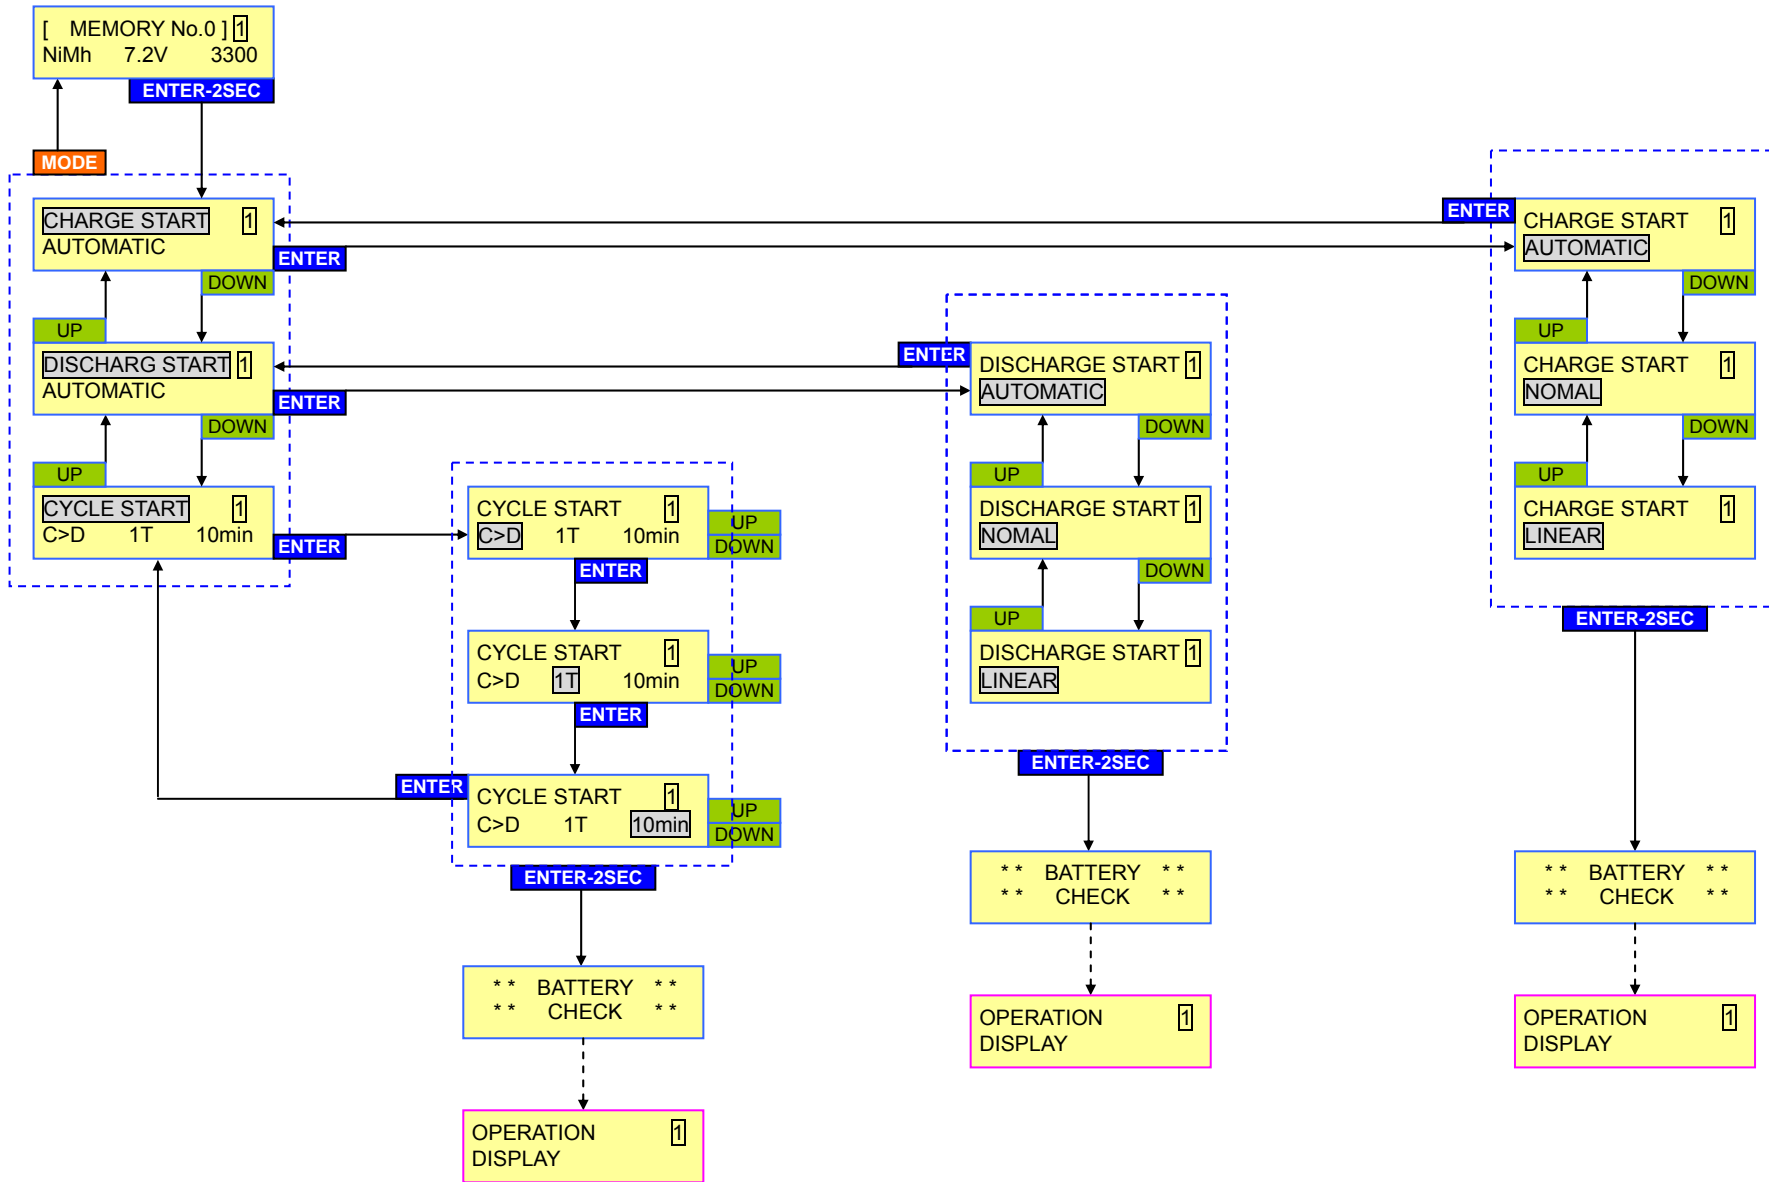 [ MEMORY No.0 ] 1
NiMh 7.2V 3300
ENTER-2SEC
MODE
CHARGE START 1
AUTOMATIC
ENTER
DOWN
UP
DISCHARG START 1
AUTOMATIC
ENTER
DOWN
UP
CYCLE START 1
C>D 1T 10min
ENTER
CYCLE START 1
C>D 1T 10min
UP
DOWN
ENTER
CYCLE START 1
C>D 1T 10min
UP
DOWN
ENTER
ENTER
CYCLE START 1
C>D 1T 10min
UP
DOWN
ENTER-2SEC
* * BATTERY * *
* * CHECK * *
OPERATION 1
DISPLAY
ENTER
DISCHARGE START 1
AUTOMATIC
DOWN
UP
DISCHARGE START 1
NOMAL
DOWN
UP
DISCHARGE START 1
LINEAR
ENTER-2SEC
* * BATTERY * *
* * CHECK * *
OPERATION 1
DISPLAY
ENTER
CHARGE START 1
AUTOMATIC
DOWN
UP
CHARGE START 1
NOMAL
DOWN
UP
CHARGE START 1
LINEAR
ENTER-2SEC
* * BATTERY * *
* * CHECK * *
OPERATION 1
DISPLAY